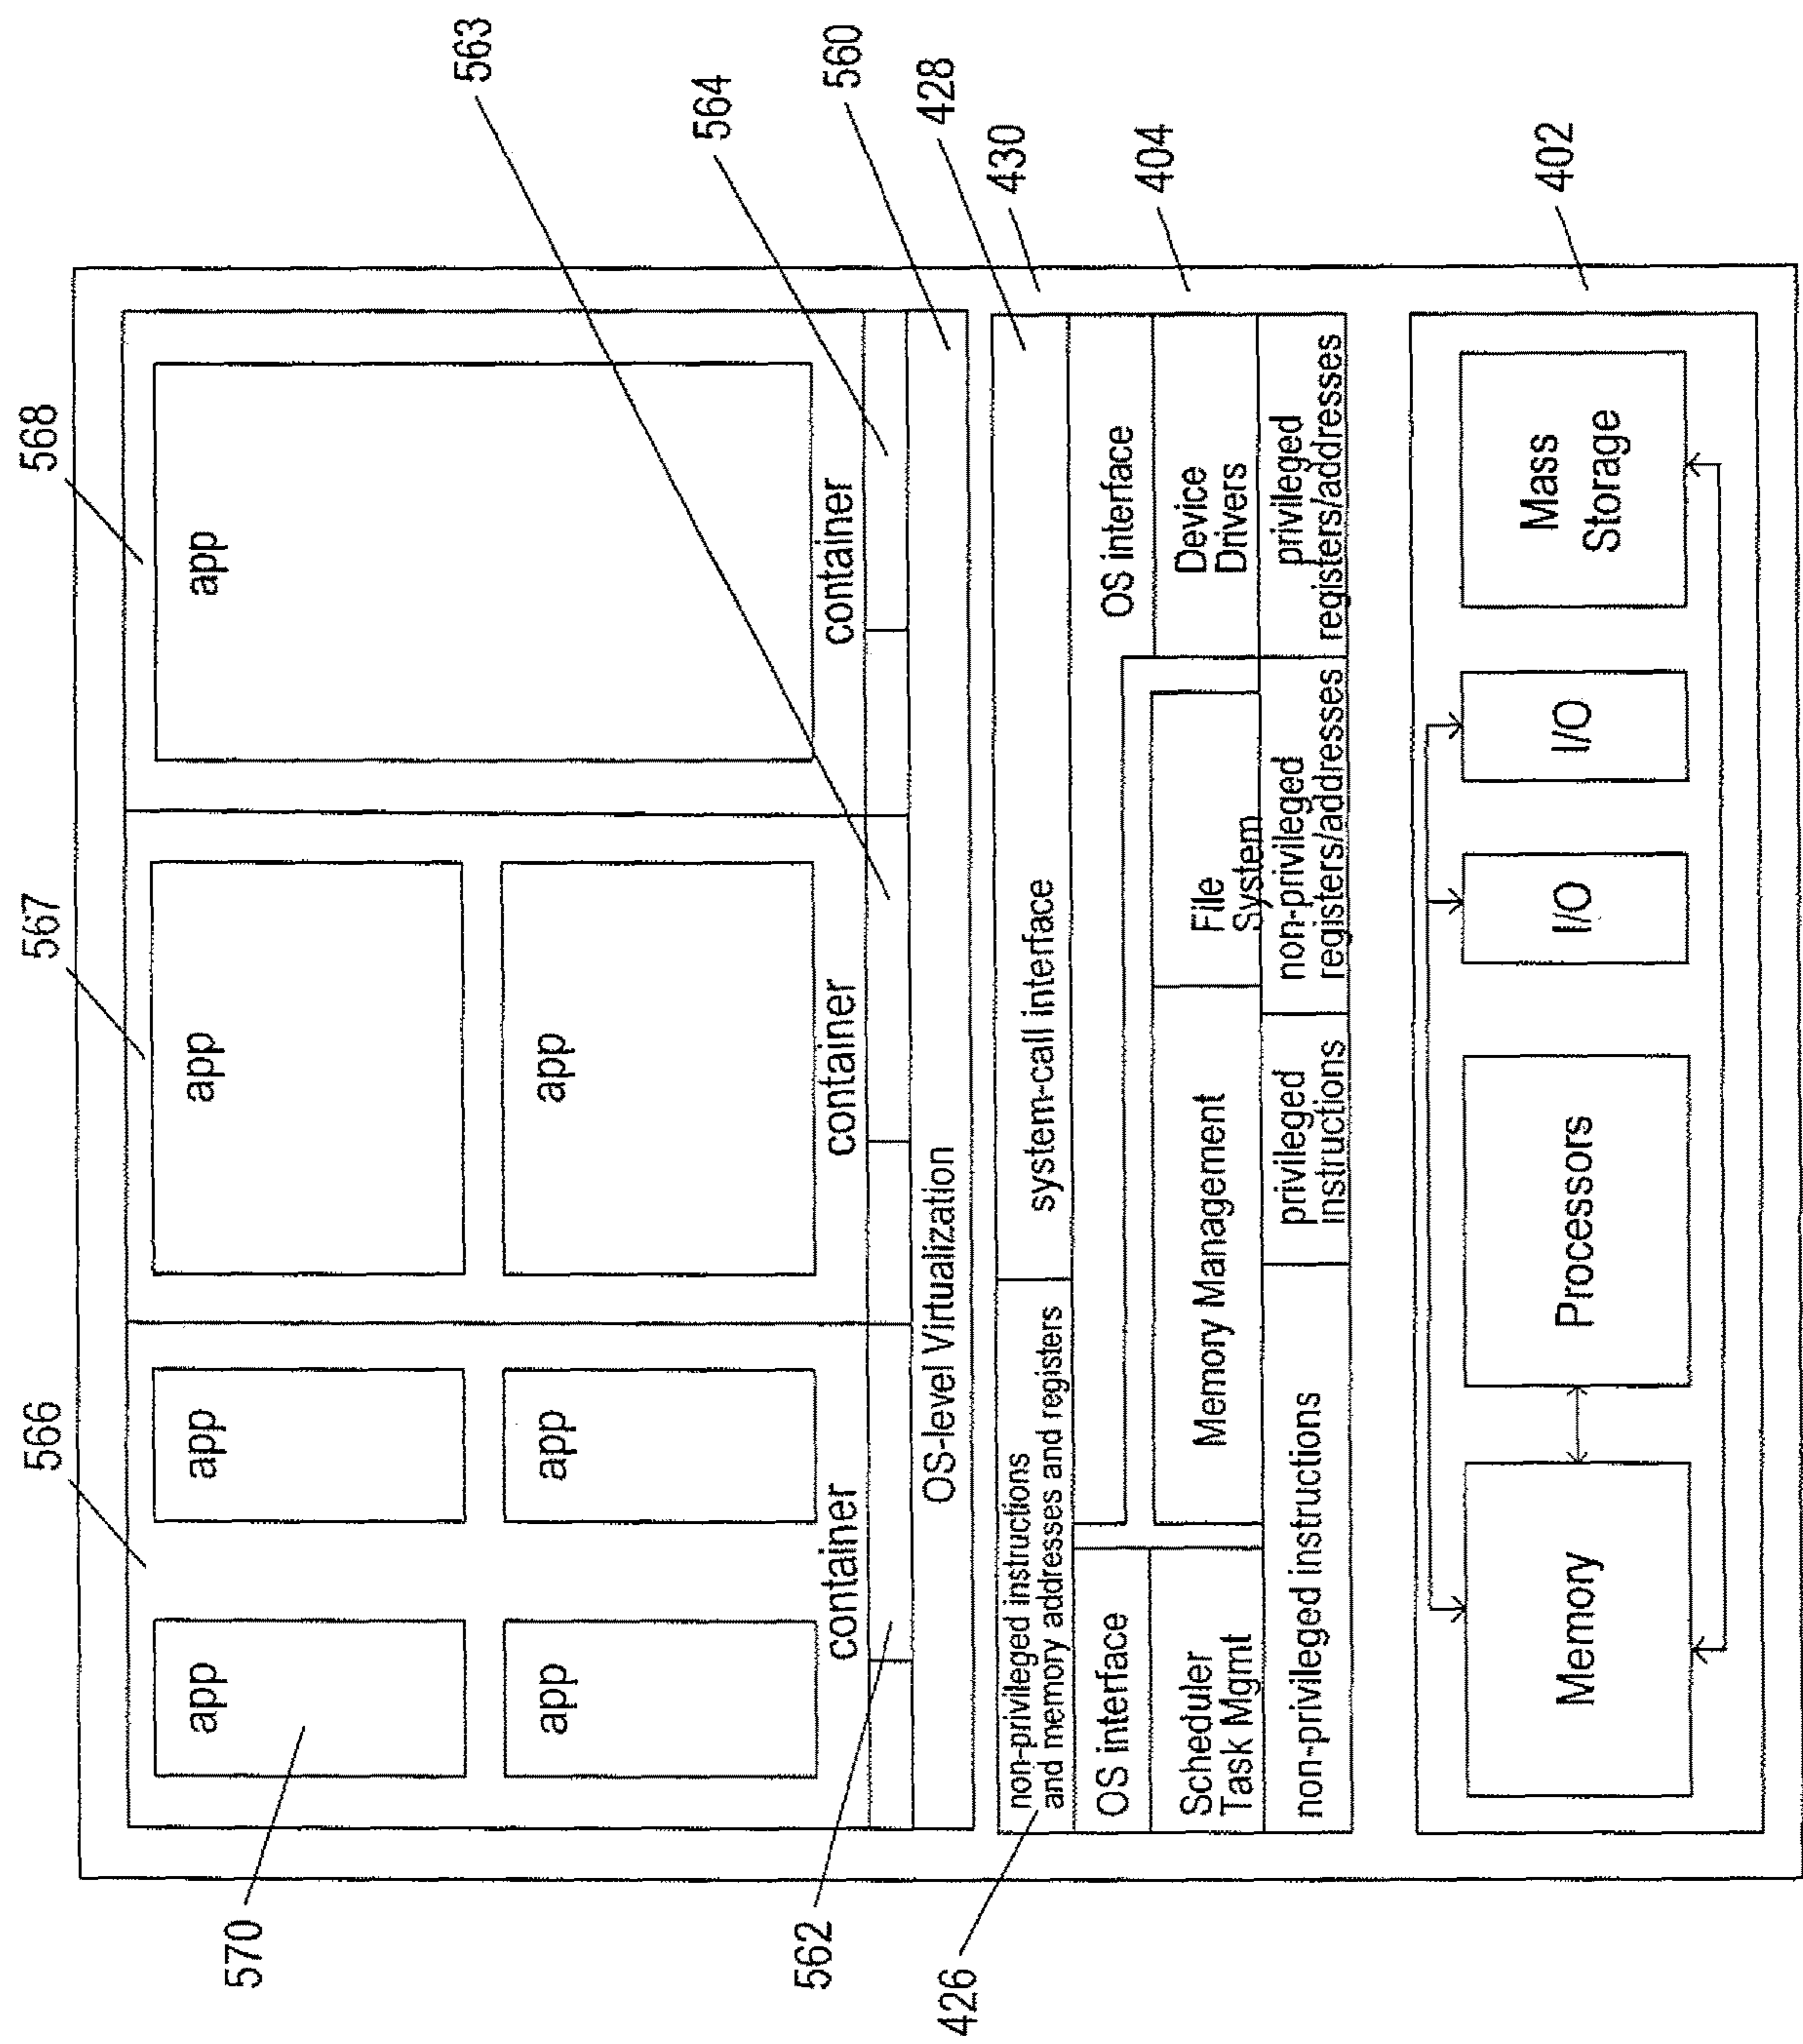 566
567
568
app
app
app
app
570
563
app
app
app
564
container
container
container
562
560
OS-level Virtualization
428
426
430
non-privileged instructions
and memory addresses and registers
system-call interface
OS interface
OS interface
404
Scheduler
Task Mgmt
Memory Management
File
System
Device
Drivers
non-privileged instructions
privileged
instructions
non-privileged
registers/addresses
privileged
registers/addresses
402
Memory
Processors
I/O
I/O
Mass
Storage